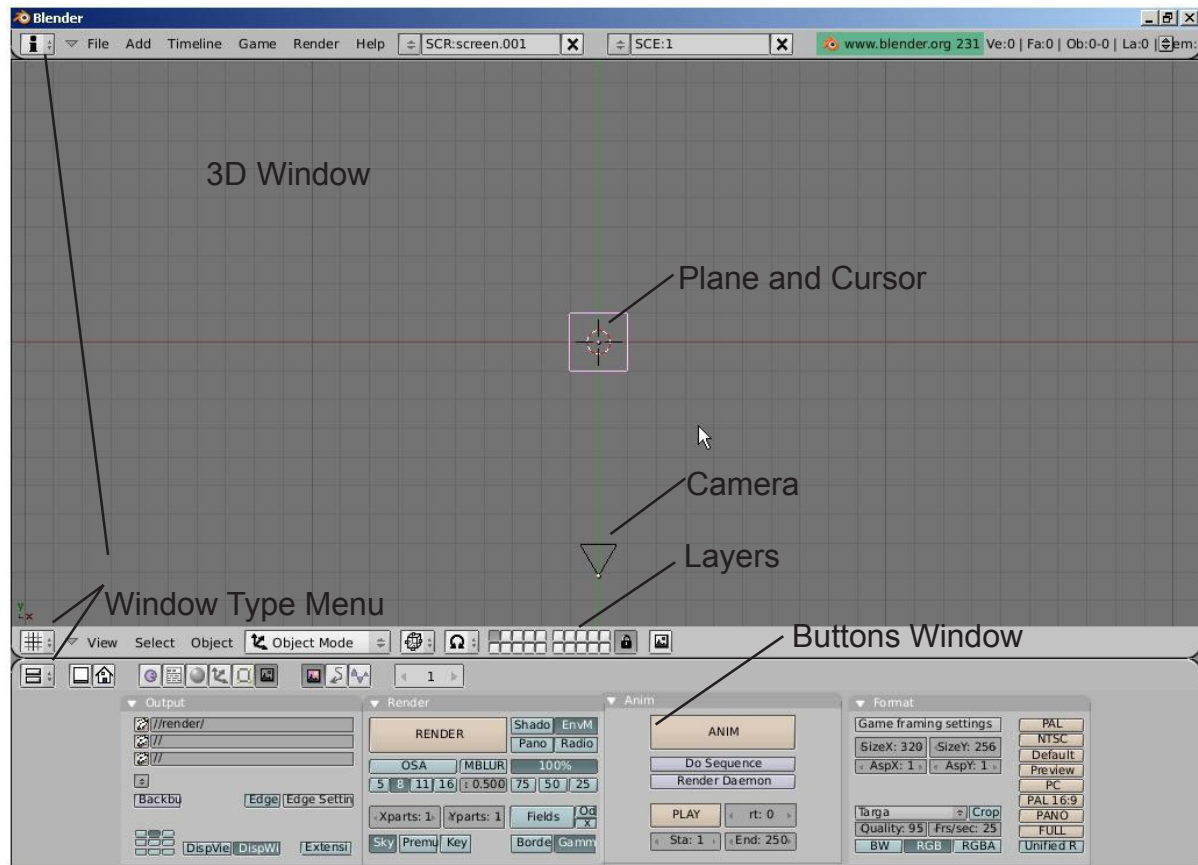 Blender
File Add Timeline Game Render Help SCR:screen.001 X SCE:1 X www.blender.org 231 Ve:0 | Fa:0 | Ob:0-0 | La:0 | em:
3D Window
Plane and Cursor
Camera
Layers
y
x
Window Type Menu
View Select Object Object Mode
Buttons Window
1
Output
//render/
//
//
Backbu Edge Edge Settin
DispVie DispWi Extensi
Render
RENDER Shado EnvM
Pano Radio
OSA MBLUR 100%
5 8 11 16 : 0.500 75 50 25
Xparts: 1 Yparts: 1 Fields Od
x
Sky Premu Key Borde Gamm
Anim
ANIM
Do Sequence
Render Daemon
PLAY rt: 0
Sta: 1 End: 250
Format
Game framing settings PAL
NTSC
SizeX: 320 SizeY: 256 Default
AspX: 1 AspY: 1 Preview
PC
PAL 16:9
Targa Crop PANO
Quality: 95 Frs/sec: 25 FULL
BW RGB RGBA Unified R